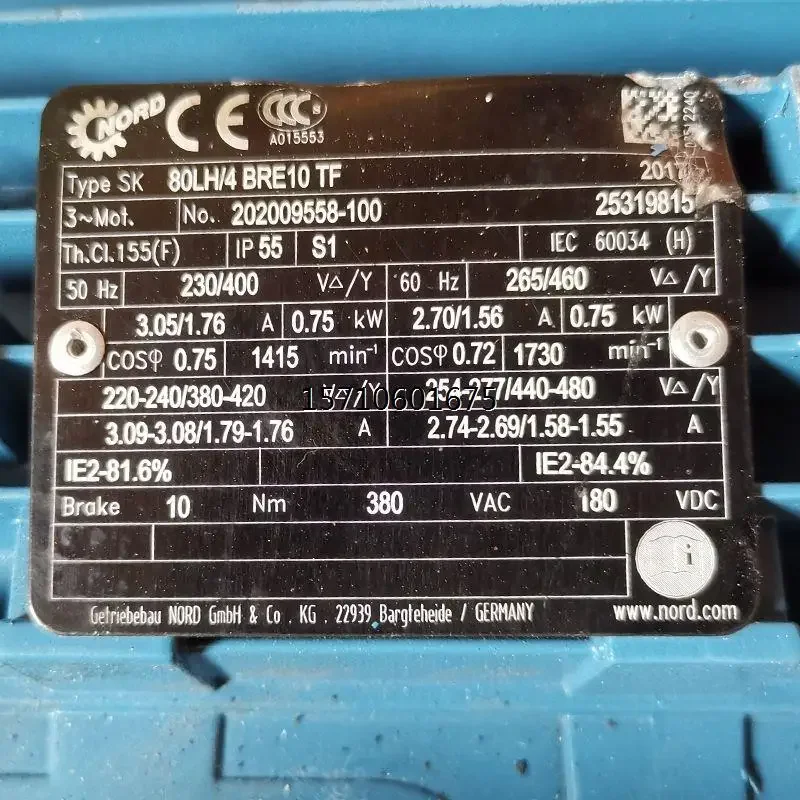 NORD CE CCC S
A015553
Type SK 80LH/4 BRE10 TF
3~Mot. No. 202009558-100 25319815
Th.Cl.155(F) IP 55 S1 IEC 60034 (H)
50 Hz 230/400 V△/Y 60 Hz 265/460 V△/Y
3.05/1.76 A 0.75 kW 2.70/1.56 A 0.75 kW
COSφ 0.75 1415 min⁻¹ COSφ 0.72 1730 min⁻¹
220-240/380-420 V△/Y 254-277/440-480 V△/Y
15710601675
3.09-3.08/1.79-1.76 A 2.74-2.69/1.58-1.55 A
IE2-81.6% IE2-84.4%
Brake 10 Nm 380 VAC 180 VDC
i
Getriebebau NORD GmbH & Co. KG. 22939 Bargteheide / GERMANY www.nord.com